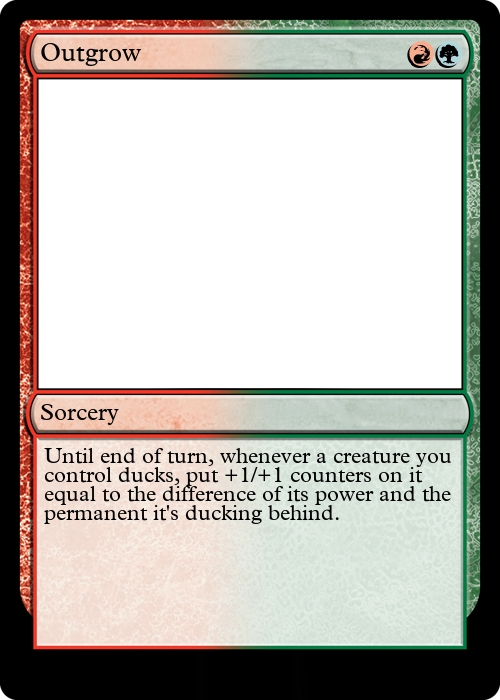 Outgrow
Sorcery
Until end of turn, whenever a creature you
control ducks, put +1/+1 counters on it
equal to the difference of its power and the
permanent it's ducking behind.